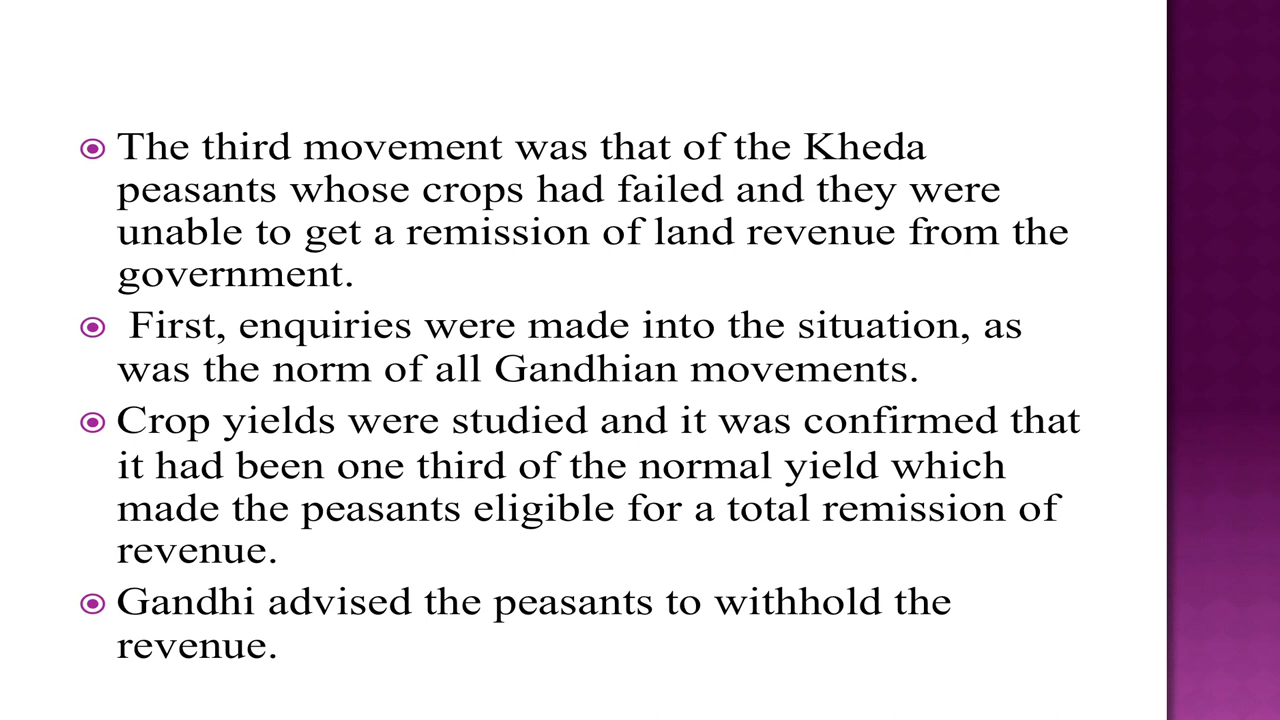 The third movement was that of the Kheda
peasants whose crops had failed and they were
unable to get a remission of land revenue from the
government.
First, enquiries were made into the situation, as
was the norm of all Gandhian movements.
Crop yields were studied and it was confirmed that
it had been one third of the normal yield which
made the peasants eligible for a total remission of
revenue.
Gandhi advised the peasants to withhold the
revenue.